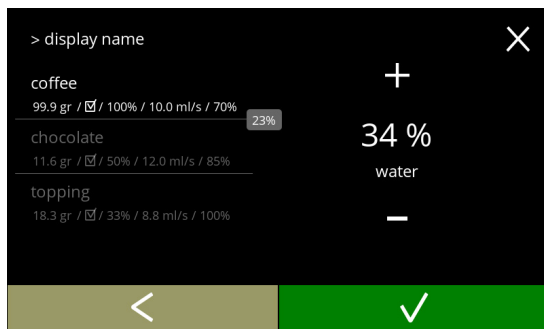 > display name
coffee
99.9 gr / ☑ / 100% / 10.0 ml/s / 70%
23%
chocolate
11.6 gr / ☑ / 50% / 12.0 ml/s / 85%
topping
18.3 gr / ☑ / 33% / 8.8 ml/s / 100%
+
34 %
water
-